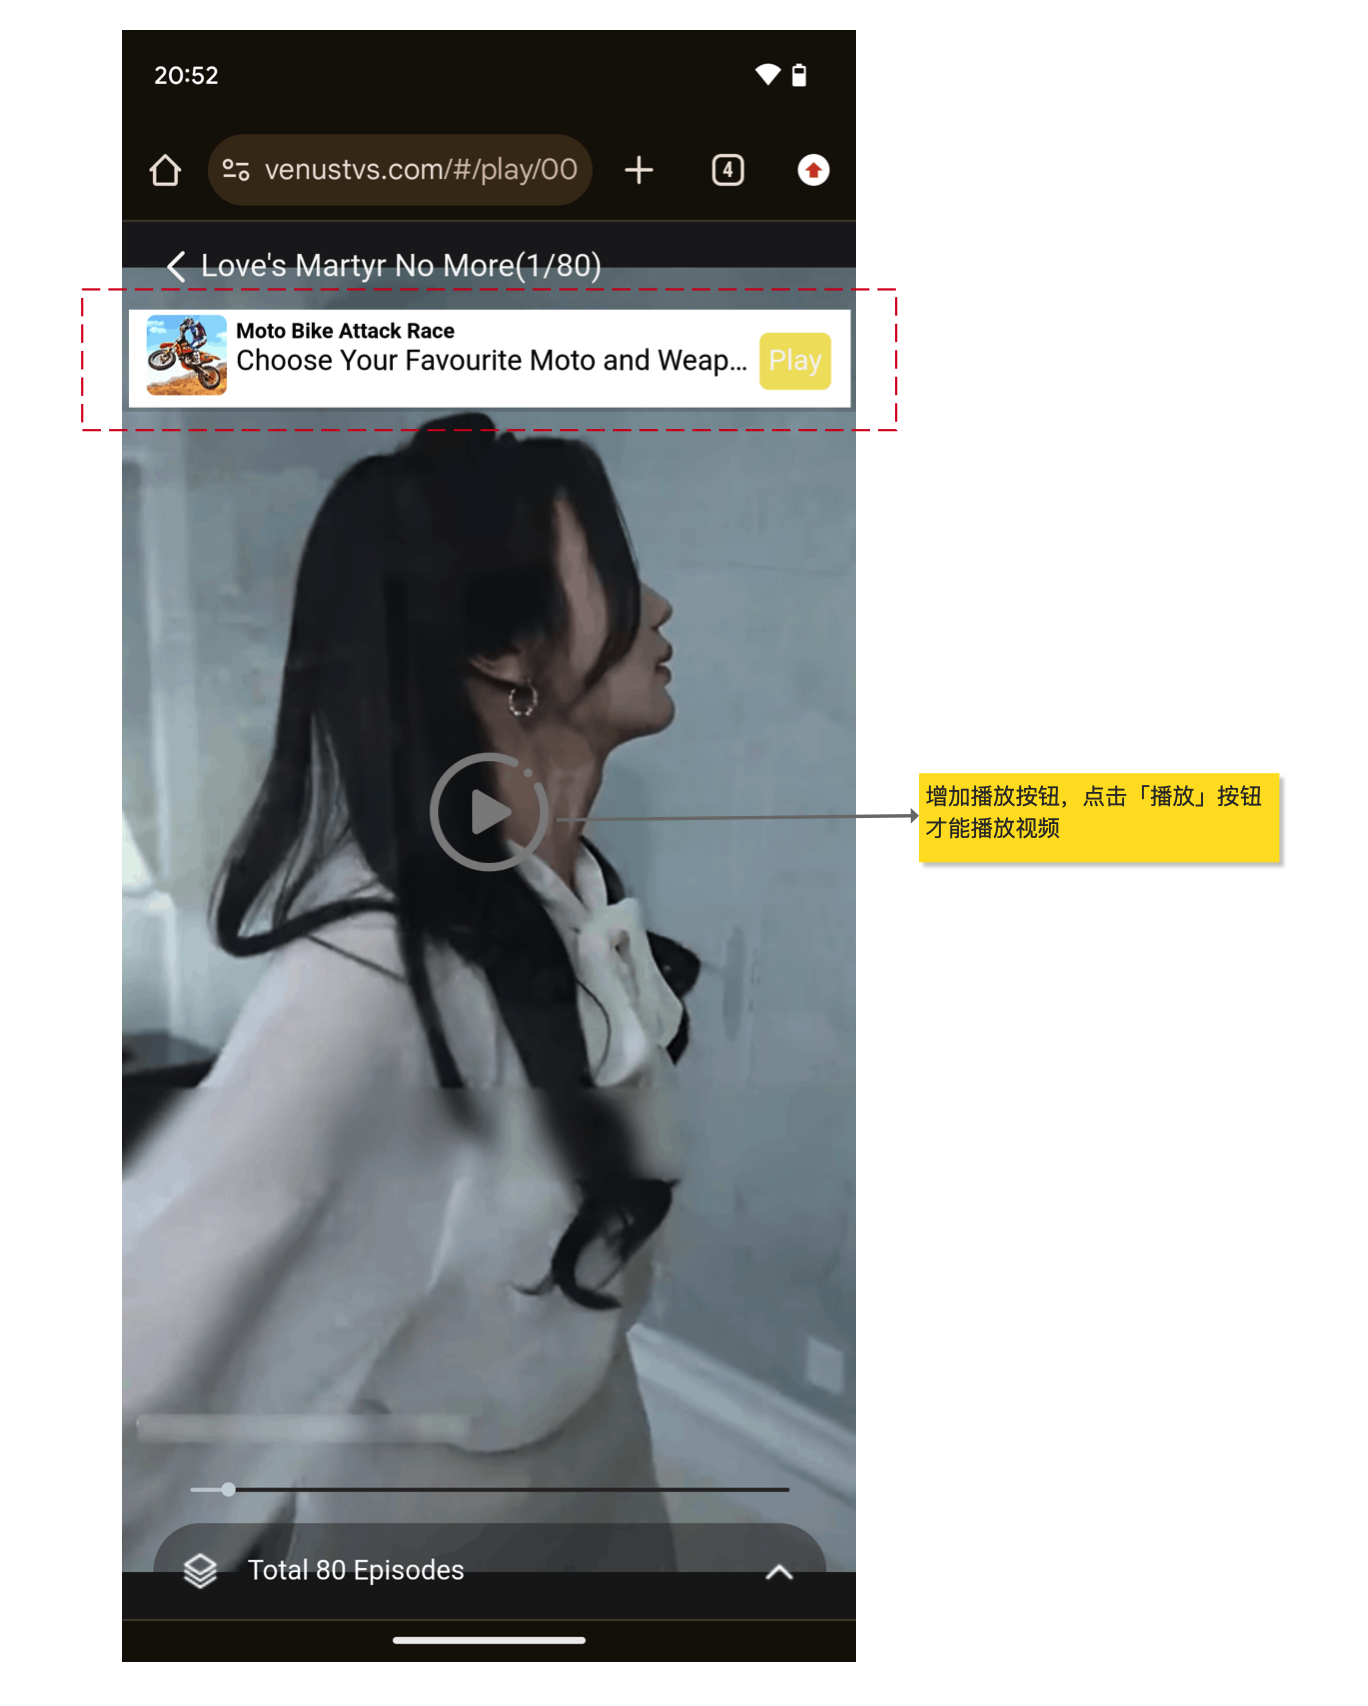 20:52
venustvs.com/#/play/00
4
Love's Martyr No More(1/80)
Moto Bike Attack Race
Choose Your Favourite Moto and Weap...
Play
增加播放按钮，点击「播放」按钮
才能播放视频
Total 80 Episodes